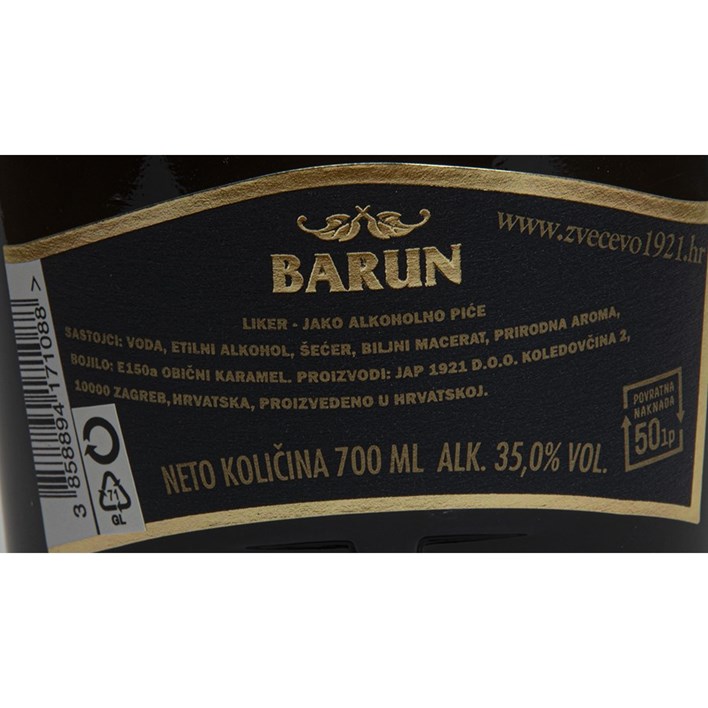 www.zvecevo1921.hr
BARUN
LIKER - JAKO ALKOHOLNO PIĆE
SASTOJCI: VODA, ETILNI ALKOHOL, ŠEĆER, BILJNI MACERAT, PRIRODNA AROMA,
BOJILO: E150a OBIČNI KARAMEL. PROIZVODI: JAP 1921 D.O.O. KOLEDOVČINA 2,
10000 ZAGREB, HRVATSKA, PROIZVEDENO U HRVATSKOJ.
NETO KOLIČINA 700 ML ALK. 35,0% VOL.
POVRATNA
NAKNADA
50lp
3 858894 171088 >
71
GL